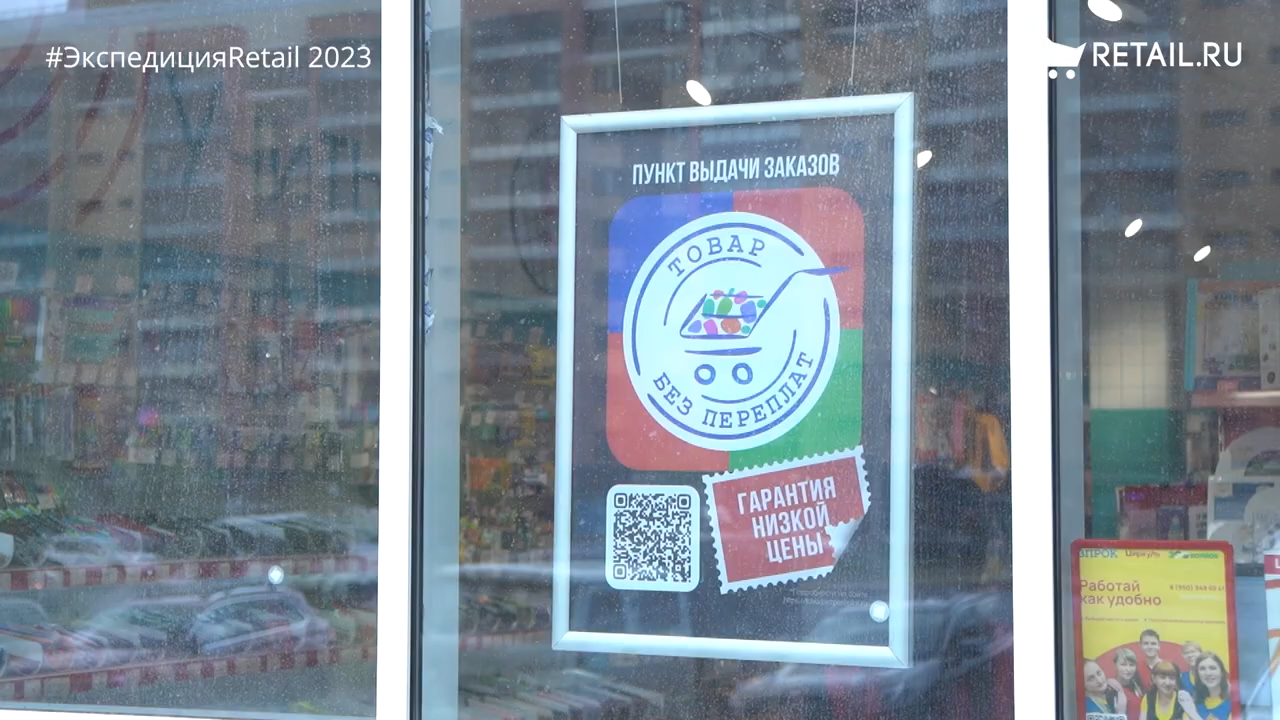 #ЭкспедицияRetail 2023
RETAIL.RU
ПУНКТ ВЫДАЧИ ЗАКАЗОВ
ТОВАР
БЕЗ ПЕРЕПЛАТ
ГАРАНТИЯ
НИЗКОЙ
ЦЕНЫ
Работай
как удобно